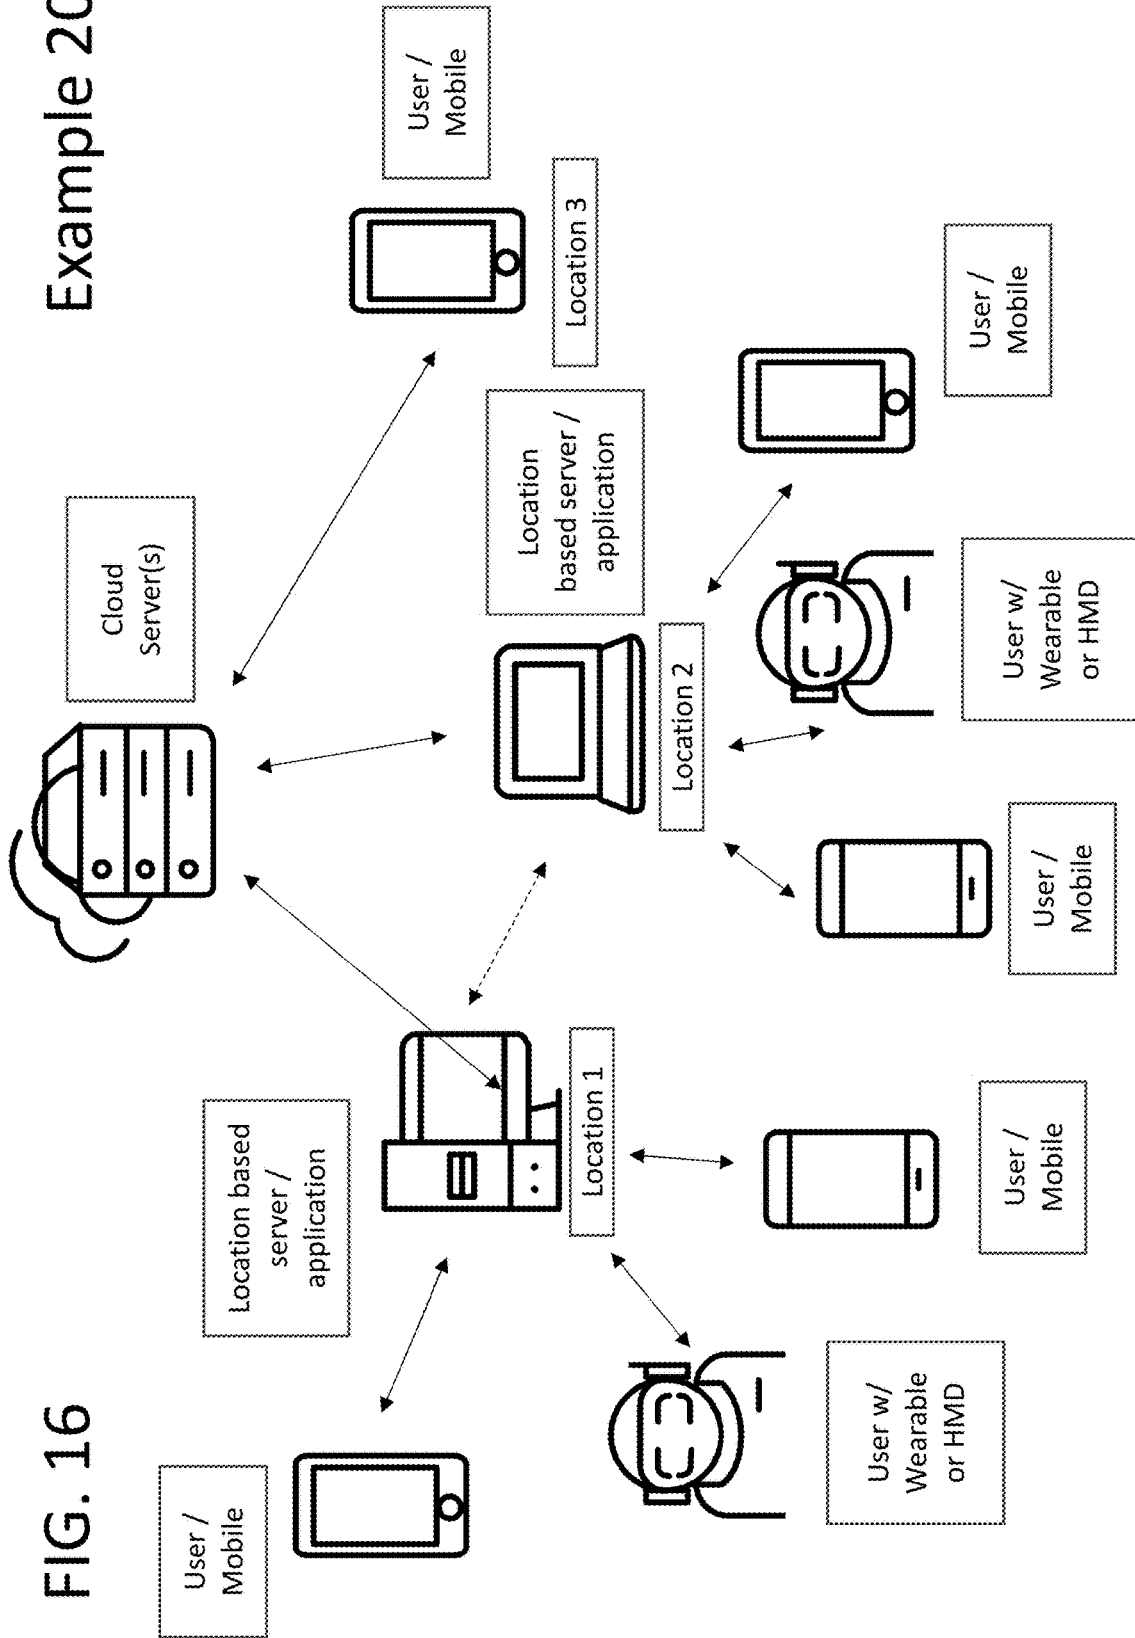 FIG. 16
Example 20
Cloud
Server(s)
User /
Mobile
Location based
server /
application
Location
based server /
application
User /
Mobile
Location 3
Location 1
Location 2
User w/
Wearable
or HMD
User /
Mobile
User /
Mobile
User w/
Wearable
or HMD
User /
Mobile